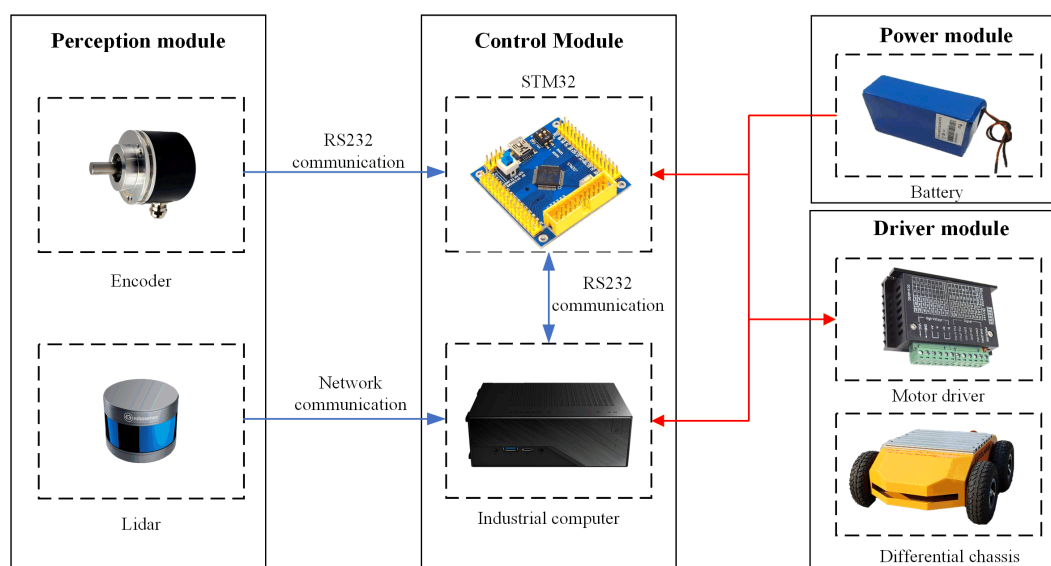 Perception module
Encoder
Lidar
RS232
communication
Network
communication
Control Module
STM32
RS232
communication
Industrial computer
Power module
Battery
Driver module
Motor driver
Differential chassis